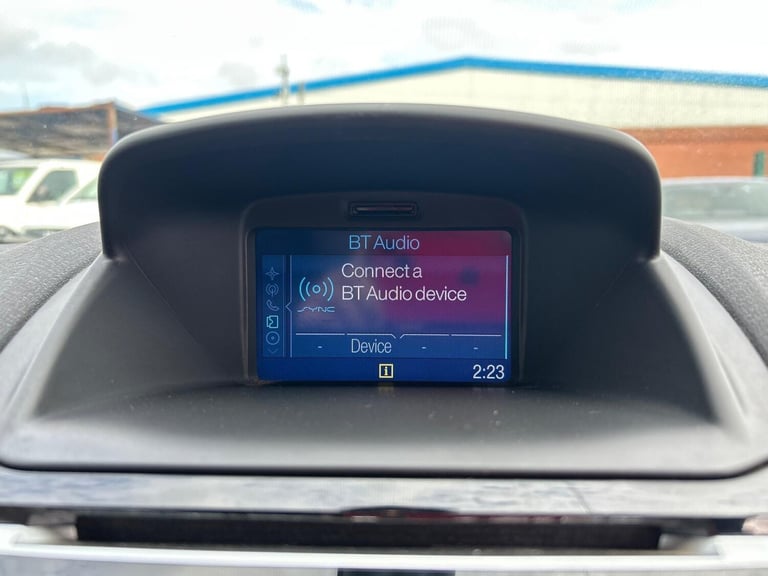 BT Audio
Connect a
BT Audio device
SYNC
- Device - -
i
2:23